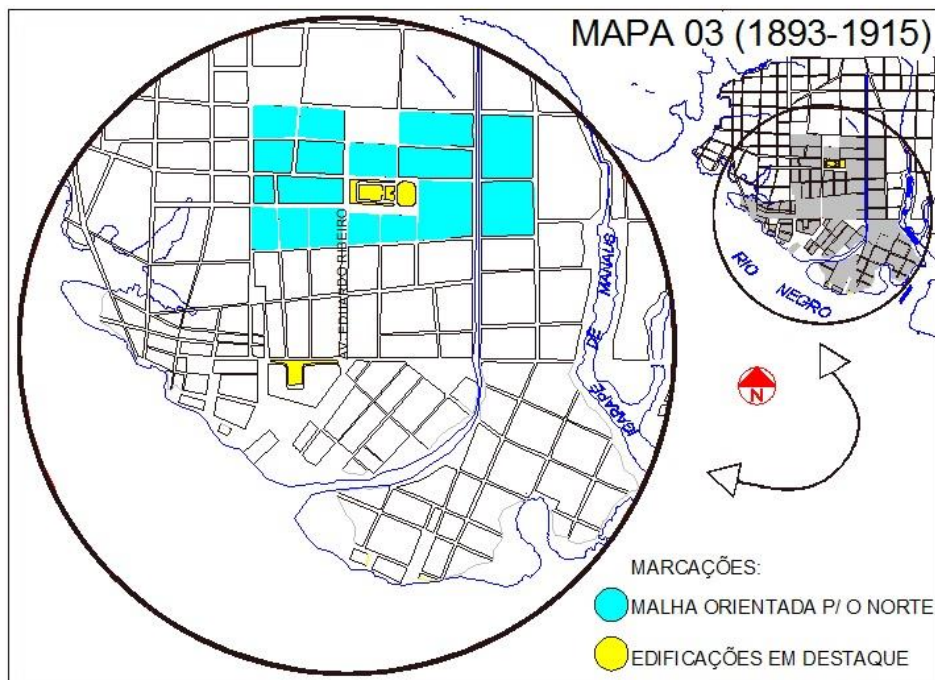 MAPA 03 (1893-1915)
AV. EDUARDO RIBEIRO
IGARAPÉ DE MANAUS
RIO NEGRO
N
MARCAÇÕES:
MALHA ORIENTADA P/ O NORTE
EDIFICAÇÕES EM DESTAQUE